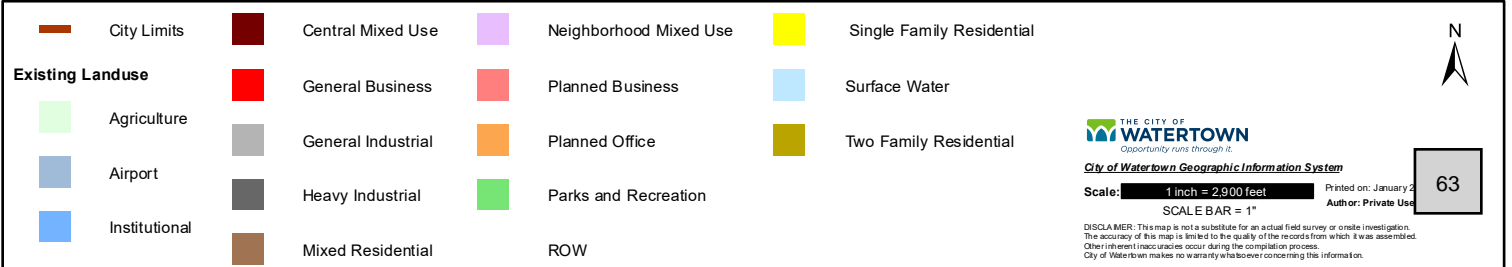 City Limits
Existing Landuse
Agriculture
Airport
Institutional
Central Mixed Use
General Business
General Industrial
Heavy Industrial
Mixed Residential
Neighborhood Mixed Use
Planned Business
Planned Office
Parks and Recreation
ROW
Single Family Residential
Surface Water
Two Family Residential
N
THE CITY OF
WATERTOWN
Opportunity runs through it.
City of Watertown Geographic Information System
Scale: 1 inch = 2,900 feet Printed on: January 2
SCALE BAR = 1" Author: Private Use
63
DISCLAIMER: This map is not a substitute for an actual field survey or onsite investigation.
The accuracy of this map is limited to the quality of the records from which it was assembled.
Other inherent inaccuracies occur during the compilation process.
City of Watertown makes no warranty whatsoever concerning this information.